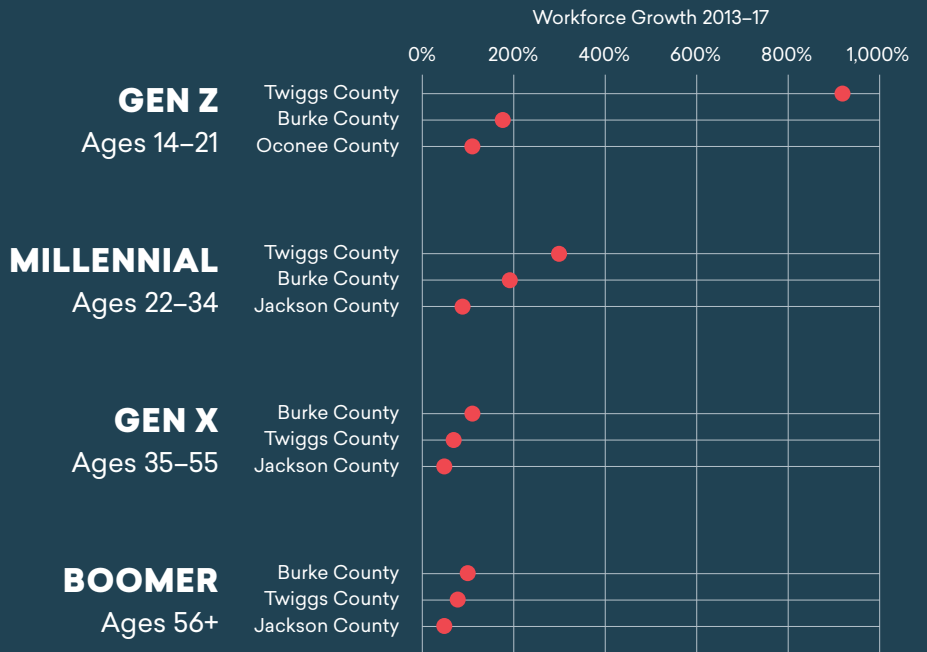 Workforce Growth 2013–17
0% 200% 400% 600% 800% 1,000%
GEN Z
Ages 14–21
Twiggs County
Burke County
Oconee County
MILLENNIAL
Ages 22–34
Twiggs County
Burke County
Jackson County
GEN X
Ages 35–55
Burke County
Twiggs County
Jackson County
BOOMER
Ages 56+
Burke County
Twiggs County
Jackson County